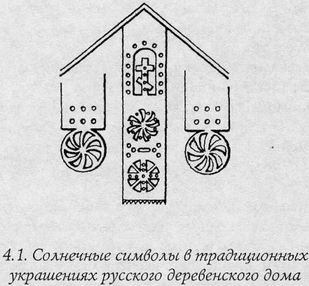 4.1. Солнечные символы в традиционных
украшениях русского деревенского дома